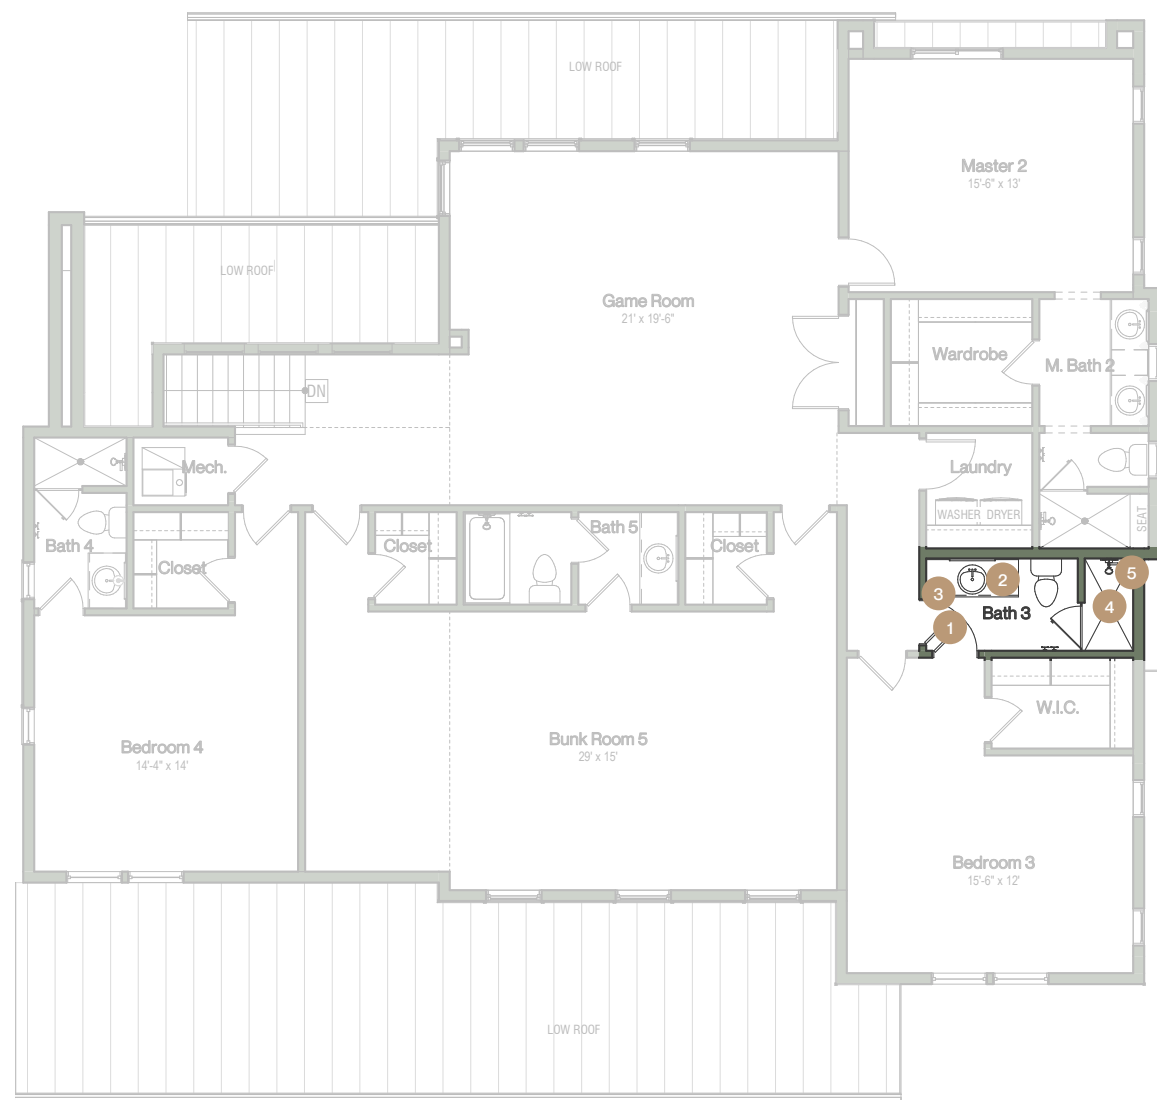 LOW ROOF
Master 2
15'-6" x 13'
LOW ROOF
Game Room
21' x 19'-6"
Wardrobe
M. Bath 2
DN
Mech.
Laundry
WASHER
DRYER
SEAT
Bath 4
Closet
Closet
Bath 5
Closet
5
2
3
4
Bath 3
1
W.I.C.
Bedroom 4
14'-4" x 14'
Bunk Room 5
29' x 15'
Bedroom 3
15'-6" x 12'
LOW ROOF